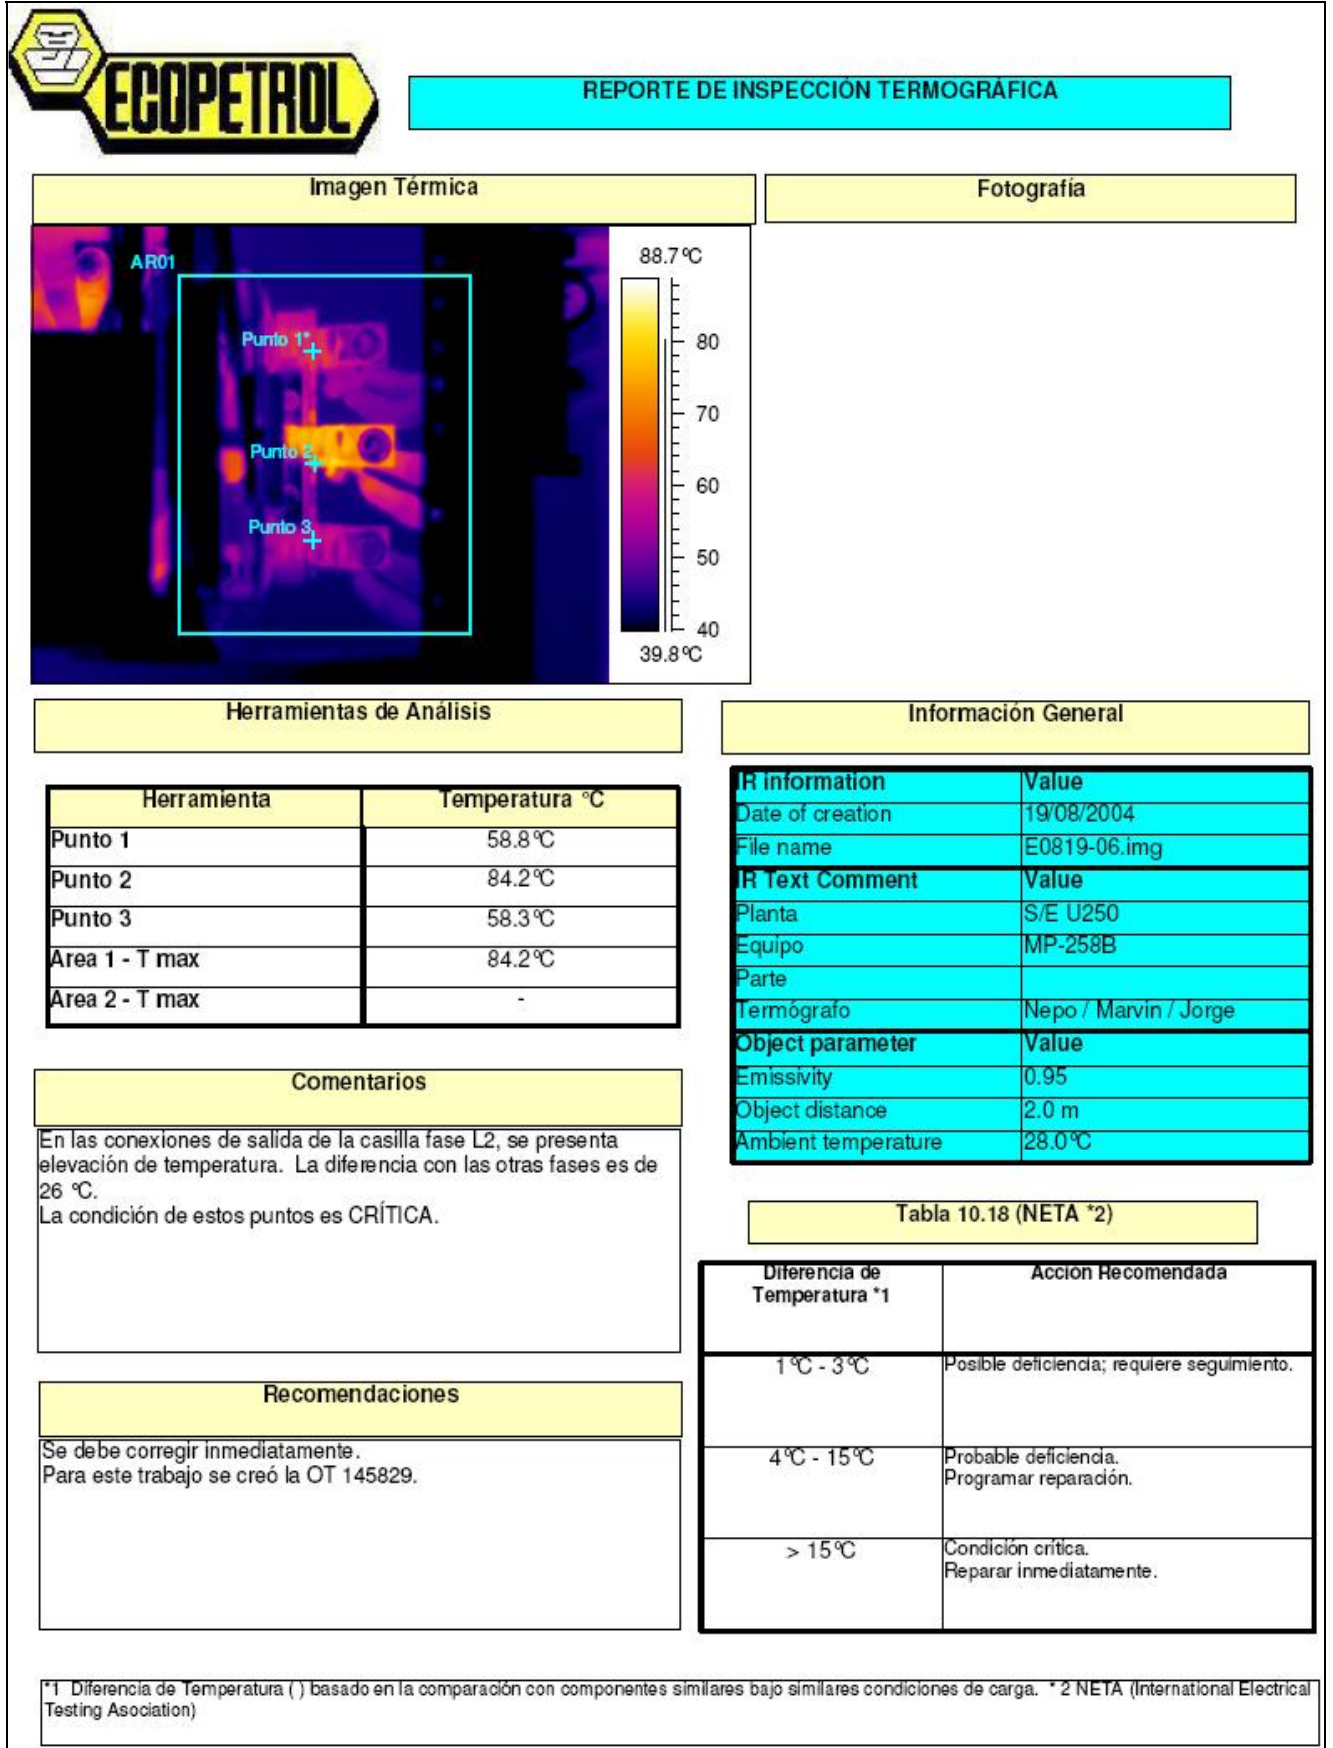 ECOPETROL
REPORTE DE INSPECCIÓN TERMOGRÁFICA
Imagen Térmica
Fotografía
AR01
Punto 1*
Punto 2
Punto 3
88.7°C
80
70
60
50
40
39.8°C
Herramientas de Análisis
Herramienta Temperatura °C
Punto 1 58.8°C
Punto 2 84.2°C
Punto 3 58.3°C
Area 1 - T max 84.2°C
Area 2 - T max -
Comentarios
En las conexiones de salida de la casilla fase L2, se presenta
elevación de temperatura. La diferencia con las otras fases es de
26 °C.
La condición de estos puntos es CRÍTICA.
Recomendaciones
Se debe corregir inmediatamente.
Para este trabajo se creó la OT 145829.
Información General
IR information Value
Date of creation 19/08/2004
File name E0819-06.img
IR Text Comment Value
Planta S/E U250
Equipo MP-258B
Parte
Termógrafo Nepo / Marvin / Jorge
Object parameter Value
Emissivity 0.95
Object distance 2.0 m
Ambient temperature 28.0°C
Tabla 10.18 (NETA *2)
Diferencia de Acción Recomendada
Temperatura *1
1°C - 3°C Posible deficiencia; requiere seguimiento.
4°C - 15°C Probable deficiencia.
Programar reparación.
> 15°C Condición crítica.
Reparar inmediatamente.
*1 Diferencia de Temperatura ( ) basado en la comparación con componentes similares bajo similares condiciones de carga. * 2 NETA (International Electrical
Testing Asociation)